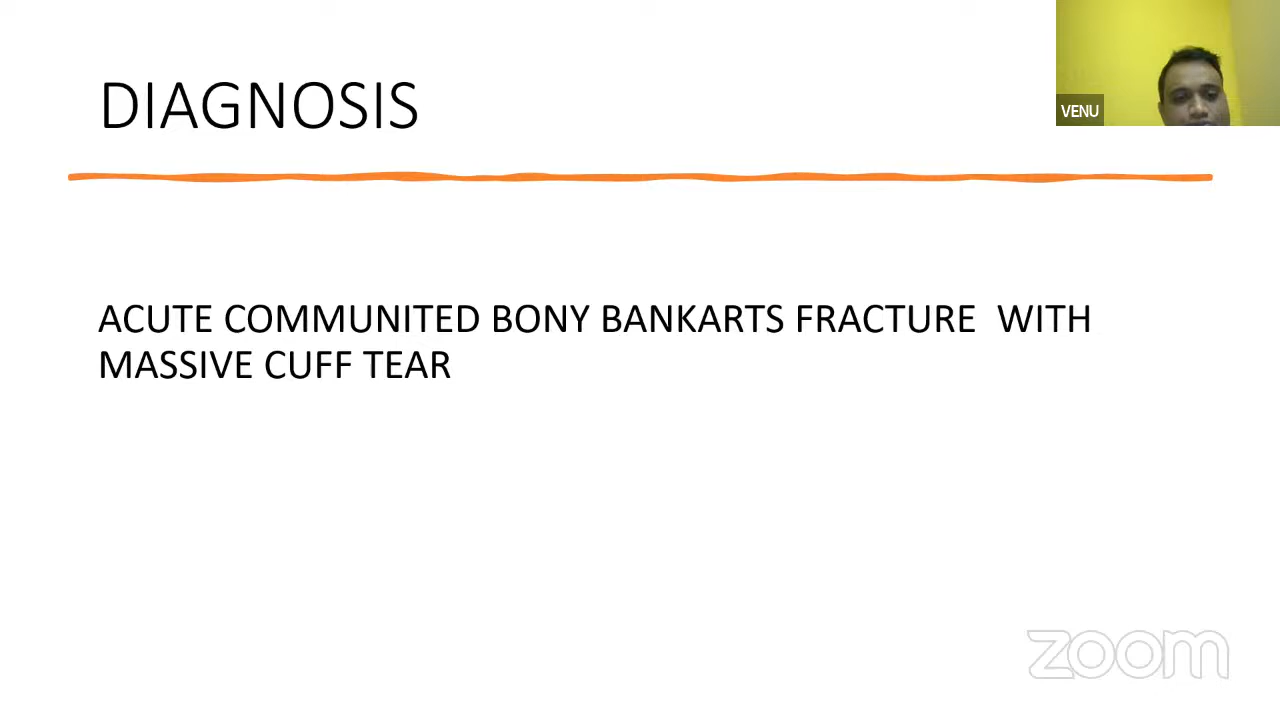 DIAGNOSIS
VENU
ACUTE COMMUNITED BONY BANKARTS FRACTURE WITH
MASSIVE CUFF TEAR
zoom